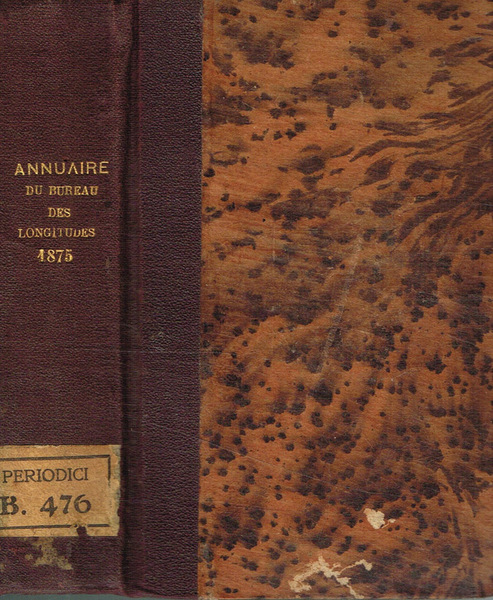 ANNUAIRE
DU BUREAU
DES
LONGITUDES
1875
PERIODICI
B. 476